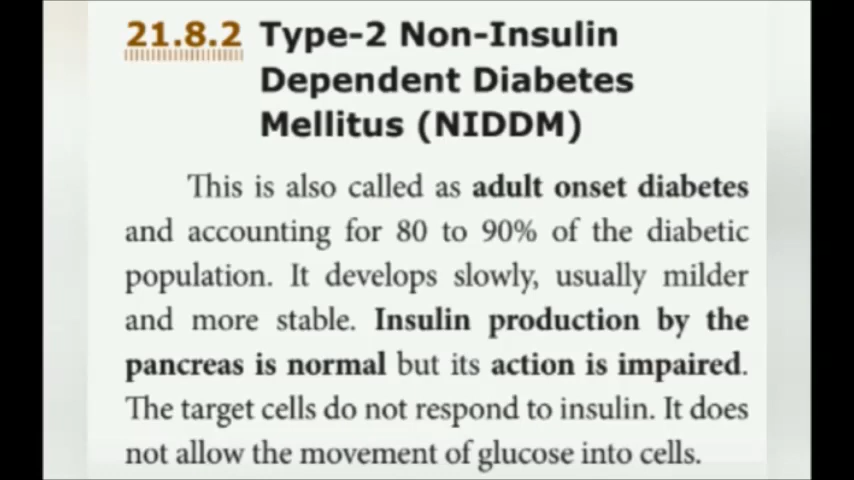 21.8.2 Type-2 Non-Insulin
Dependent Diabetes
Mellitus (NIDDM)
This is also called as adult onset diabetes
and accounting for 80 to 90% of the diabetic
population. It develops slowly, usually milder
and more stable. Insulin production by the
pancreas is normal but its action is impaired.
The target cells do not respond to insulin. It does
not allow the movement of glucose into cells.